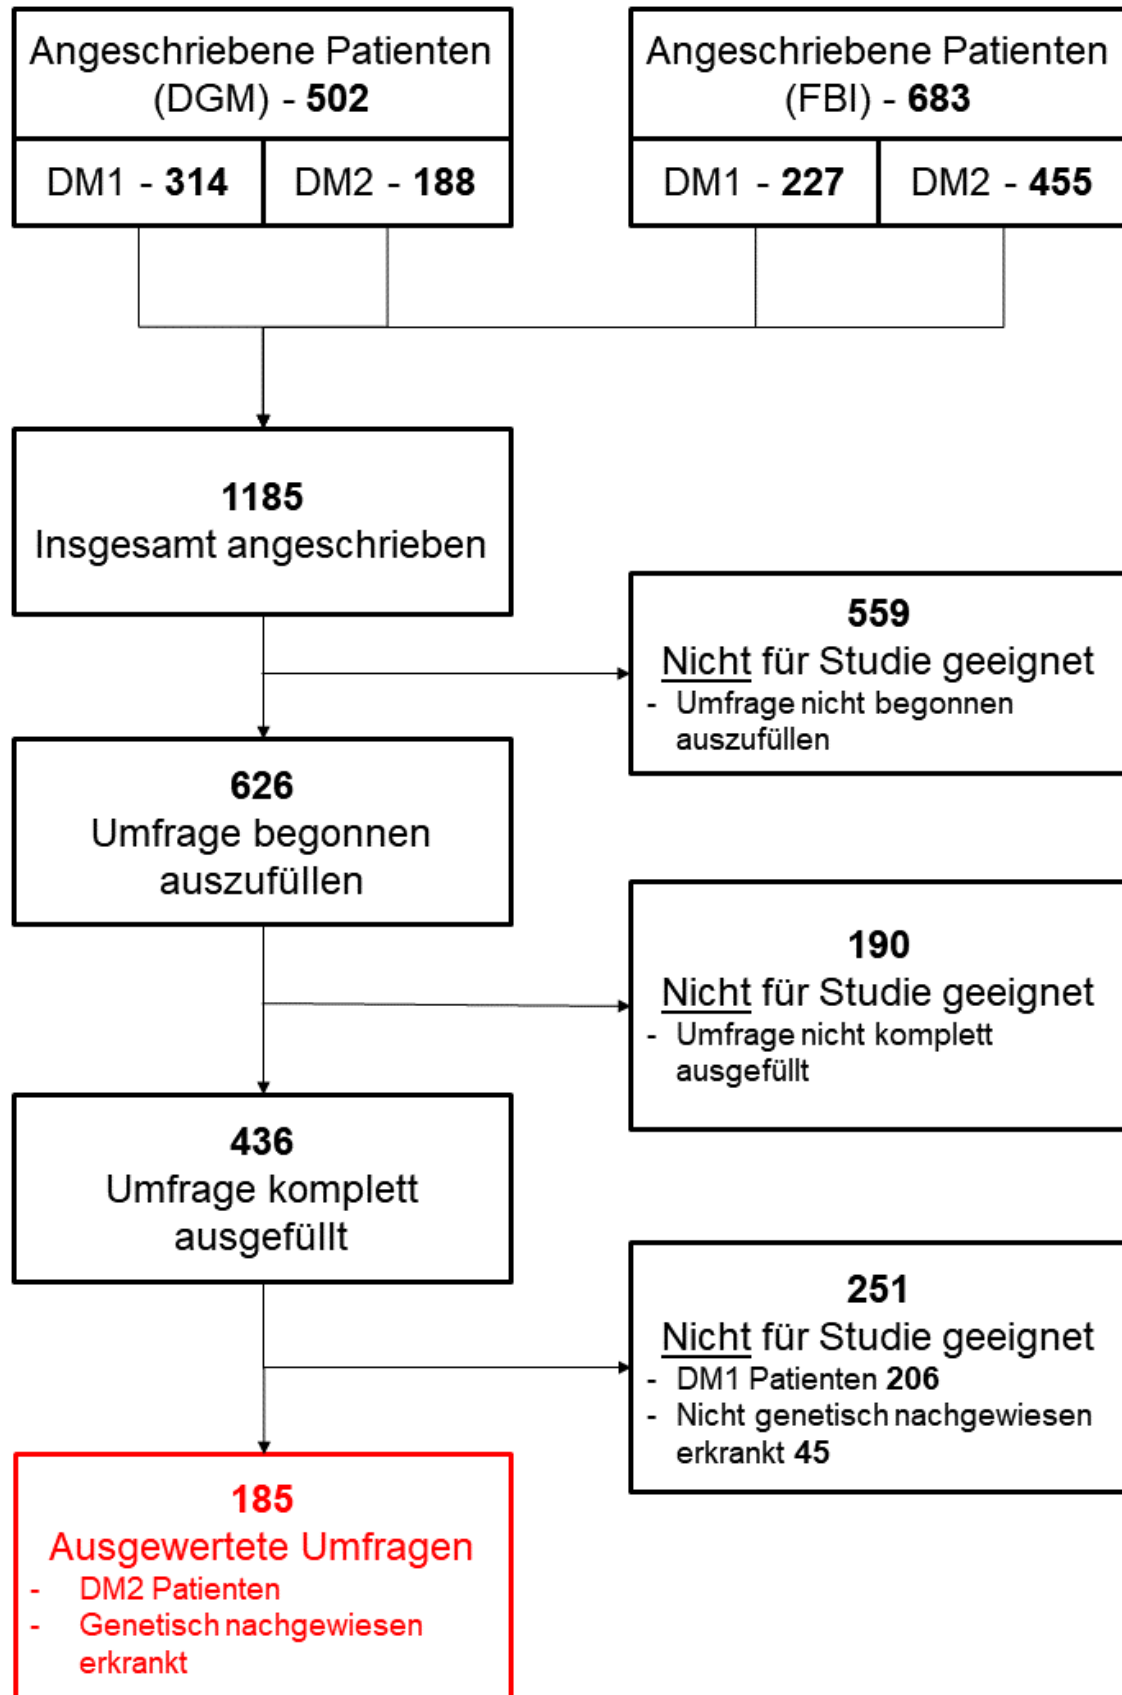 Angeschriebene Patienten
(DGM) - 502
DM1 - 314
DM2 - 188
Angeschriebene Patienten
(FBI) - 683
DM1 - 227
DM2 - 455
1185
Insgesamt angeschrieben
559
Nicht für Studie geeignet
- Umfrage nicht begonnen
auszufüllen
626
Umfrage begonnen
auszufüllen
190
Nicht für Studie geeignet
- Umfrage nicht komplett
ausgefüllt
436
Umfrage komplett
ausgefüllt
251
Nicht für Studie geeignet
- DM1 Patienten 206
- Nicht genetisch nachgewiesen
erkrankt 45
185
Ausgewertete Umfragen
- DM2 Patienten
- Genetisch nachgewiesen
erkrankt